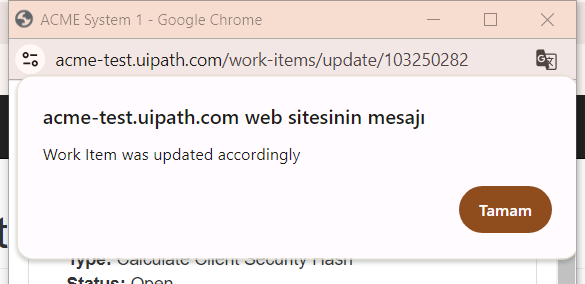 ACME System 1 - Google Chrome
acme-test.uipath.com/work-items/update/103250282
acme-test.uipath.com web sitesinin mesajı
Work Item was updated accordingly
Tamam
Type: Calculate Client Security Hash
Status: Open